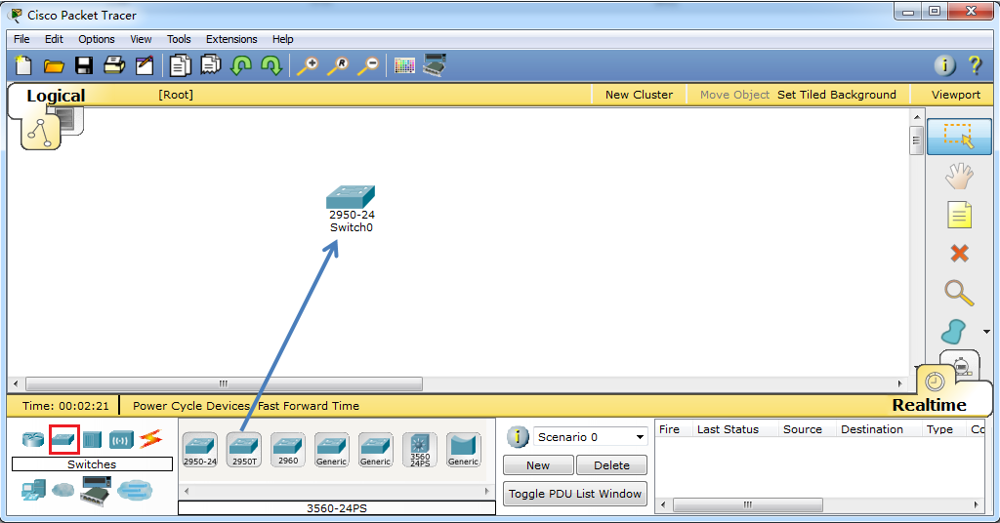 Cisco Packet Tracer
File Edit Options View Tools Extensions Help
Logical [Root] New Cluster Move Object Set Tiled Background Viewport
2950-24
Switch0
Time: 00:02:21 Power Cycle Devices Fast Forward Time Realtime
Switches
2950-24 2950T 2960 Generic Generic 3560 24PS Generic
3560-24PS
Scenario 0
New Delete
Toggle PDU List Window
Fire Last Status Source Destination Type Co